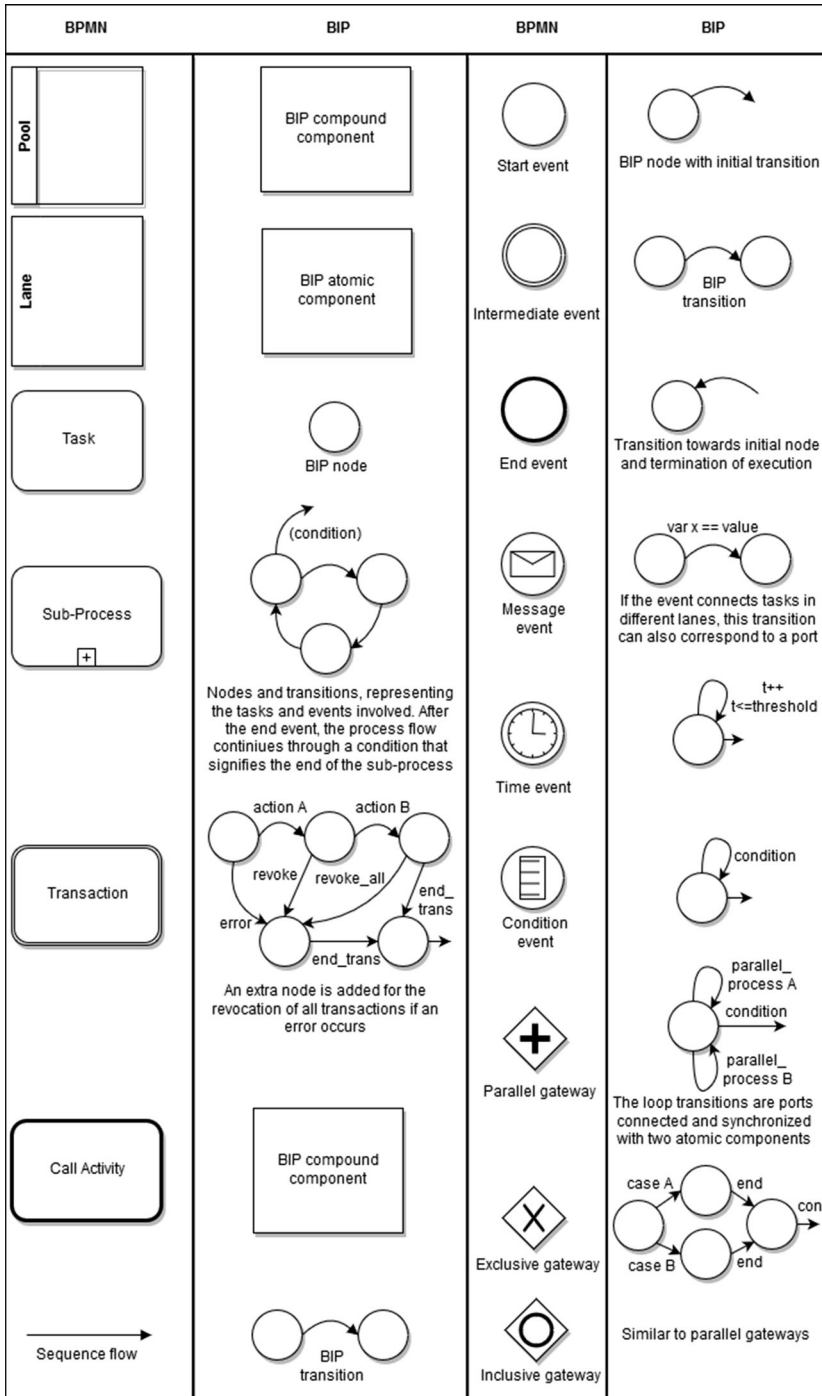 BPMN
BIP
BPMN
BIP
Pool
BIP compound
component
Start event
BIP node with initial transition
Lane
BIP atomic
component
Intermediate event
BIP
transition
Task
BIP node
End event
Transition towards initial node
and termination of execution
Sub-Process
+
(condition)
Nodes and transitions, representing
the tasks and events involved. After
the end event, the process flow
continiues through a condition that
signifies the end of the sub-process
Message
event
var x == value
If the event connects tasks in
different lanes, this transition
can also correspond to a port
Time event
t++
t<=threshold
Transaction
action A
action B
revoke
revoke_all
error
end_
trans
end_trans
An extra node is added for the
revocation of all transactions if an
error occurs
Condition
event
condition
Parallel gateway
parallel_
process A
condition
parallel_
process B
The loop transitions are ports
connected and synchronized
with two atomic components
Call Activity
BIP compound
component
Exclusive gateway
case A
end
con
case B
end
Sequence flow
BIP
transition
Inclusive gateway
Similar to parallel gateways